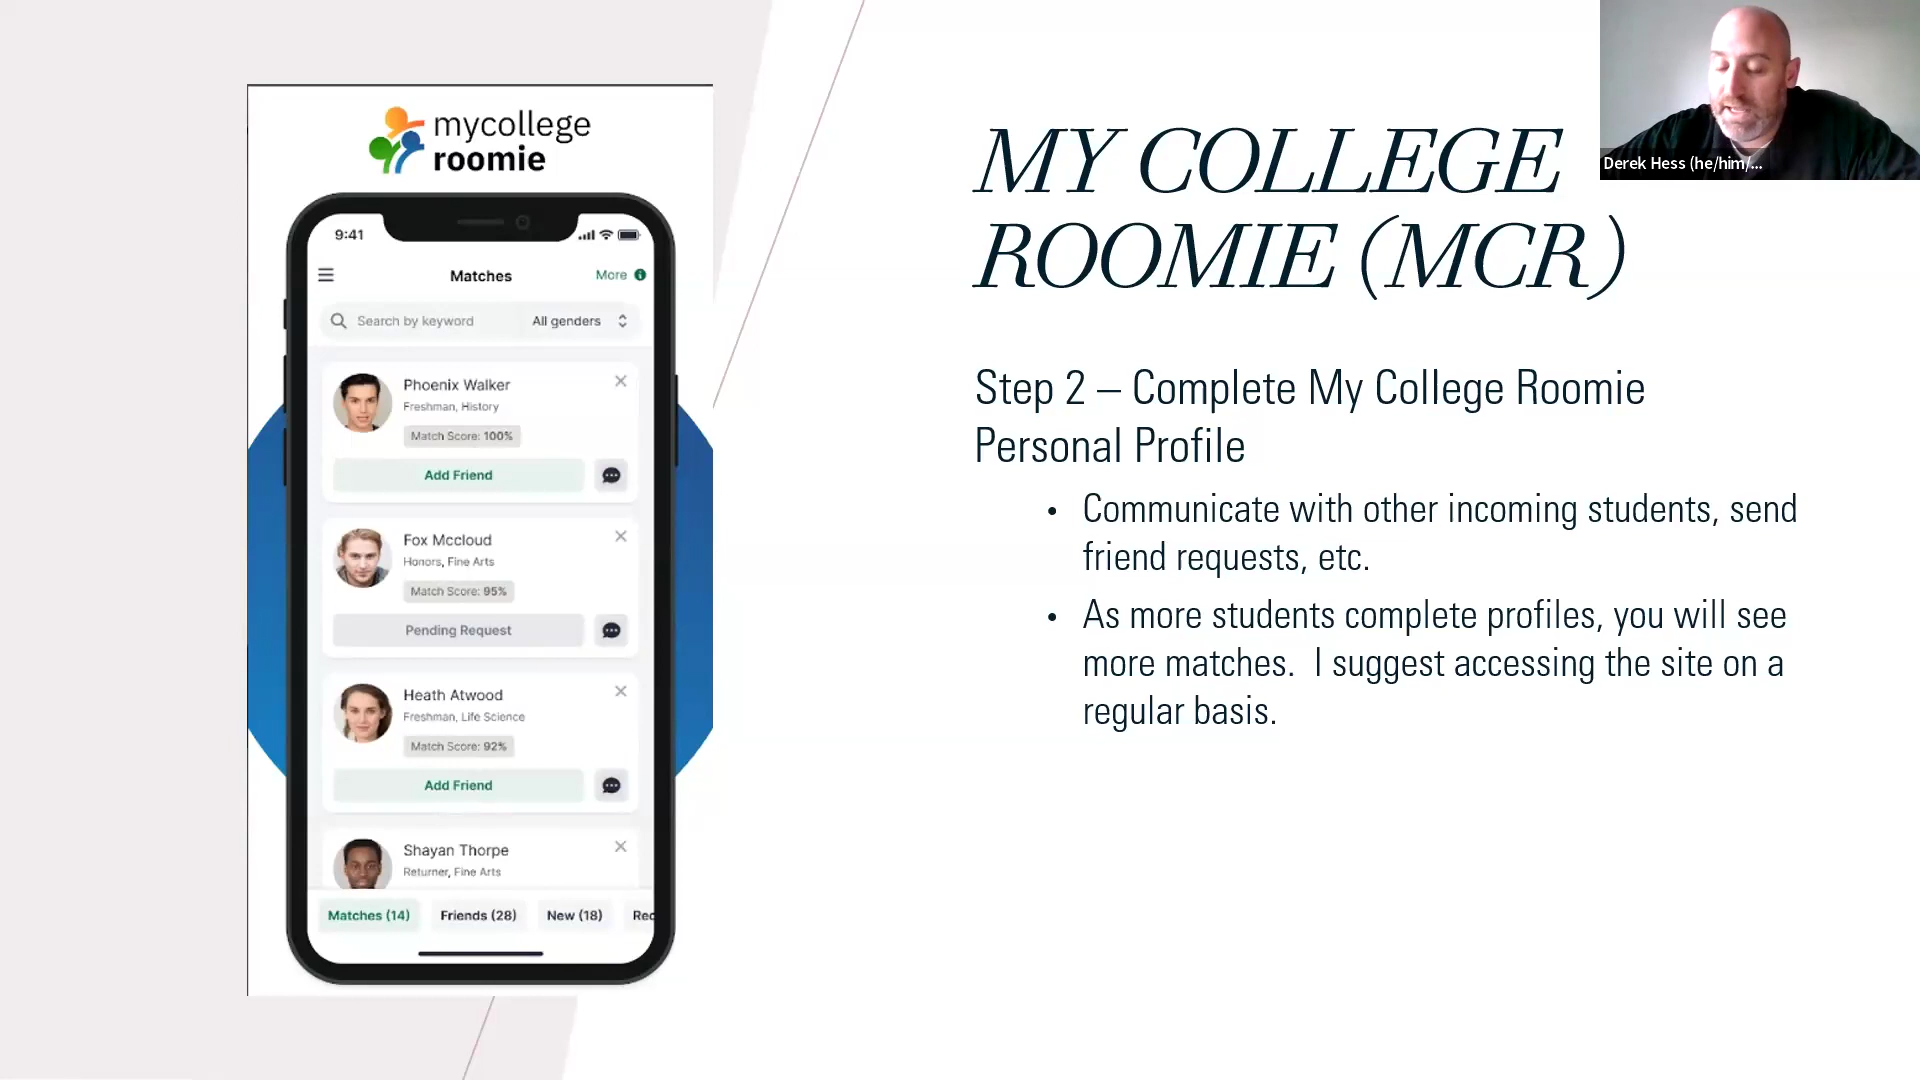 mycollege
roomie
9:41
Matches
More
Search by keyword
All genders
Phoenix Walker
Freshman, History
Match Score: 100%
Add Friend
Fox Mccloud
Honors, Fine Arts
Match Score: 95%
Pending Request
Heath Atwood
Freshman, Life Science
Match Score: 92%
Add Friend
Shayan Thorpe
Returner, Fine Arts
Matches (14)
Friends (28)
New (18)
Rec
MY COLLEGE
ROOMIE (MCR)
Step 2 – Complete My College Roomie
Personal Profile
• Communicate with other incoming students, send
friend requests, etc.
• As more students complete profiles, you will see
more matches.  I suggest accessing the site on a
regular basis.
Derek Hess (he/him/...